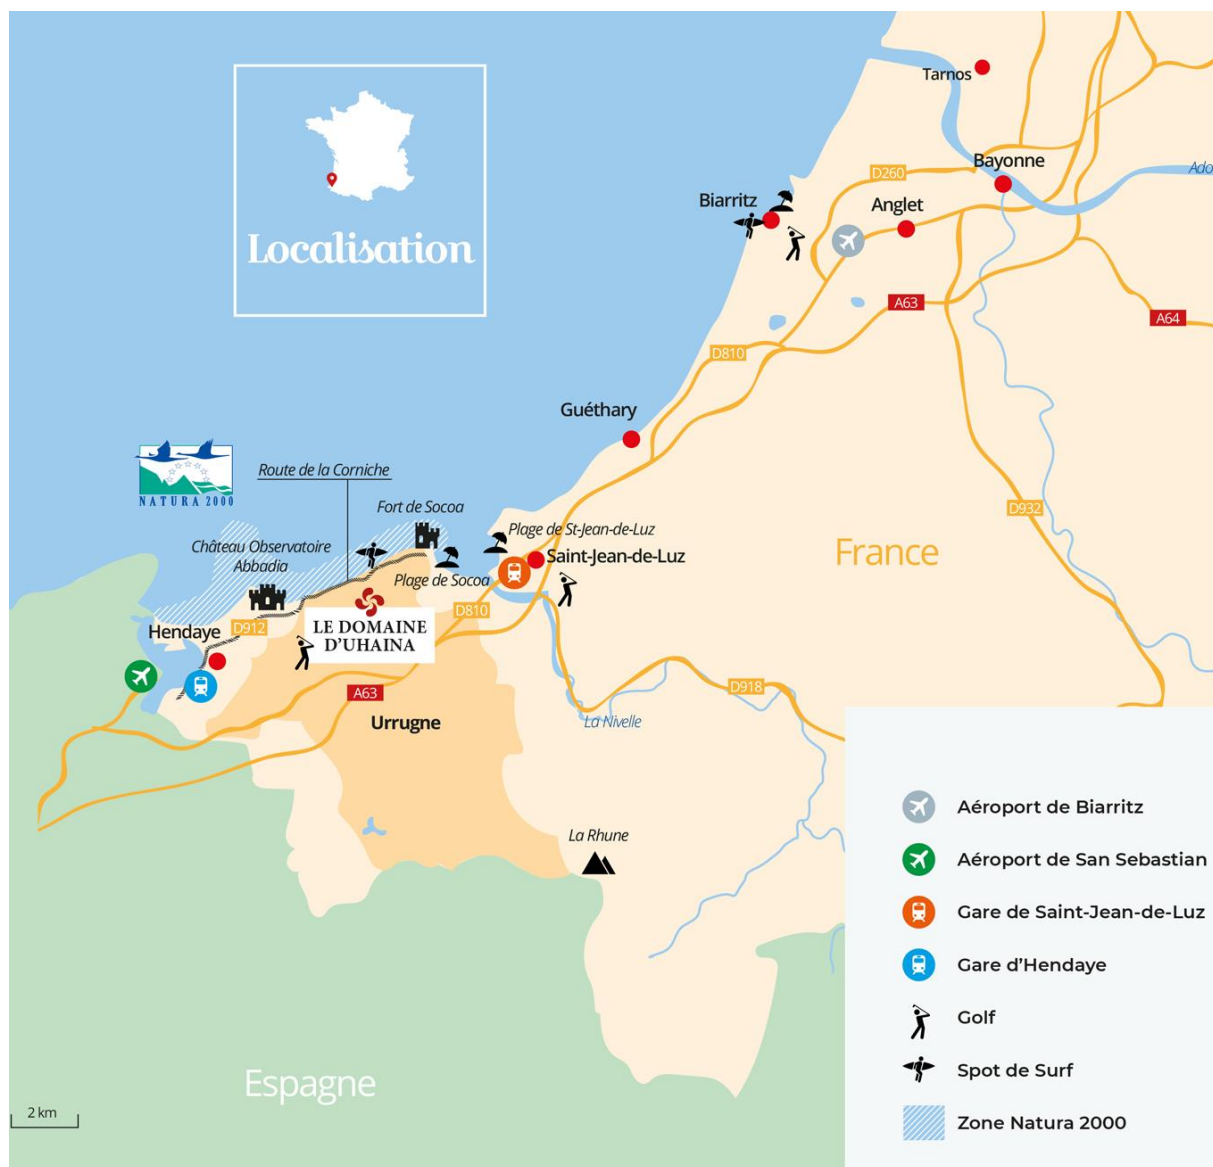 Localisation
Tarnos
Bayonne
Ado
D260
Biarritz
Anglet
A63
A64
D810
Guéthary
NATURA 2000
Route de la Corniche
Fort de Socoa
Château Observatoire
Abbadia
Plage de St-Jean-de-Luz
Saint-Jean-de-Luz
Plage de Socoa
D932
France
D810
Hendaye
D912
LE DOMAINE
D'UHAINA
A63
D918
Urrugne
La Nivelle
La Rhune
Espagne
2 km
Aéroport de Biarritz
Aéroport de San Sebastian
Gare de Saint-Jean-de-Luz
Gare d'Hendaye
Golf
Spot de Surf
Zone Natura 2000